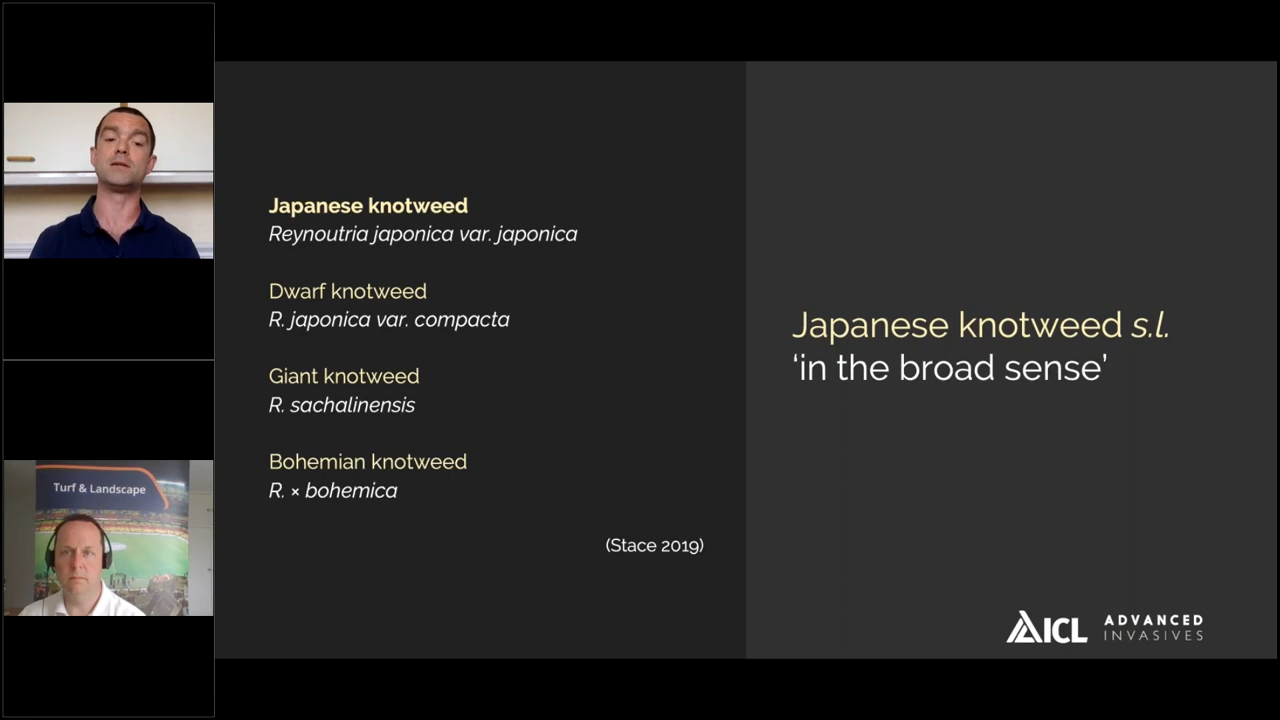 Turf & Landscape
Japanese knotweed
Reynoutria japonica var. japonica
Dwarf knotweed
R. japonica var. compacta
Giant knotweed
R. sachalinensis
Bohemian knotweed
R. × bohemica
(Stace 2019)
Japanese knotweed s.l.
‘in the broad sense’
ICL
ADVANCED
INVASIVES